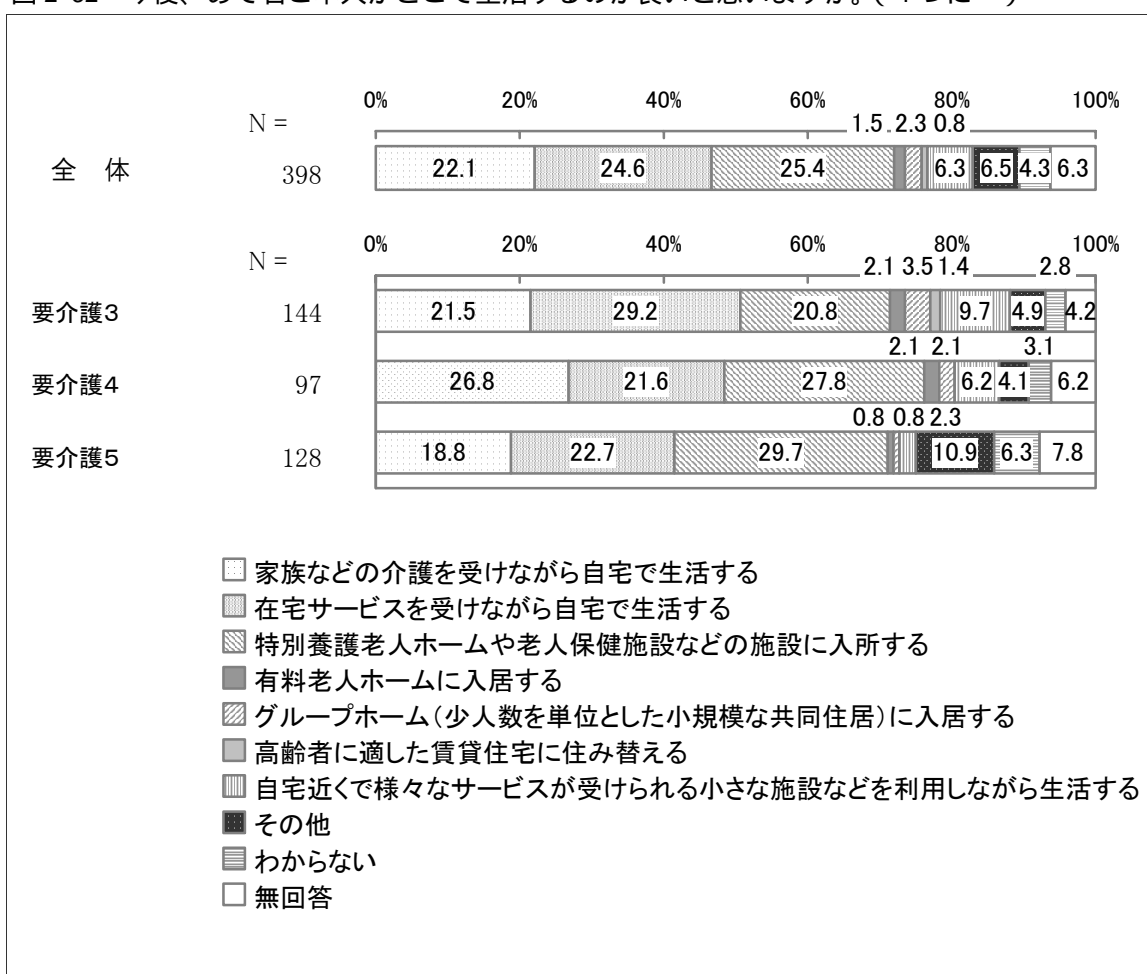 0% 20% 40% 60% 80% 100%
N =
1.5 2.3 0.8
全 体 398 22.1 24.6 25.4 6.3 6.5 4.3 6.3
0% 20% 40% 60% 80% 100%
N =
2.1 3.5 1.4 2.8
要介護3 144 21.5 29.2 20.8 9.7 4.9 4.2
2.1 2.1 3.1
要介護4 97 26.8 21.6 27.8 6.2 4.1 6.2
0.8 0.8 2.3
要介護5 128 18.8 22.7 29.7 10.9 6.3 7.8
家族などの介護を受けながら自宅で生活する
在宅サービスを受けながら自宅で生活する
特別養護老人ホームや老人保健施設などの施設に入所する
有料老人ホームに入居する
グループホーム(少人数を単位とした小規模な共同住居)に入居する
高齢者に適した賃貸住宅に住み替える
自宅近くで様々なサービスが受けられる小さな施設などを利用しながら生活する
その他
わからない
無回答